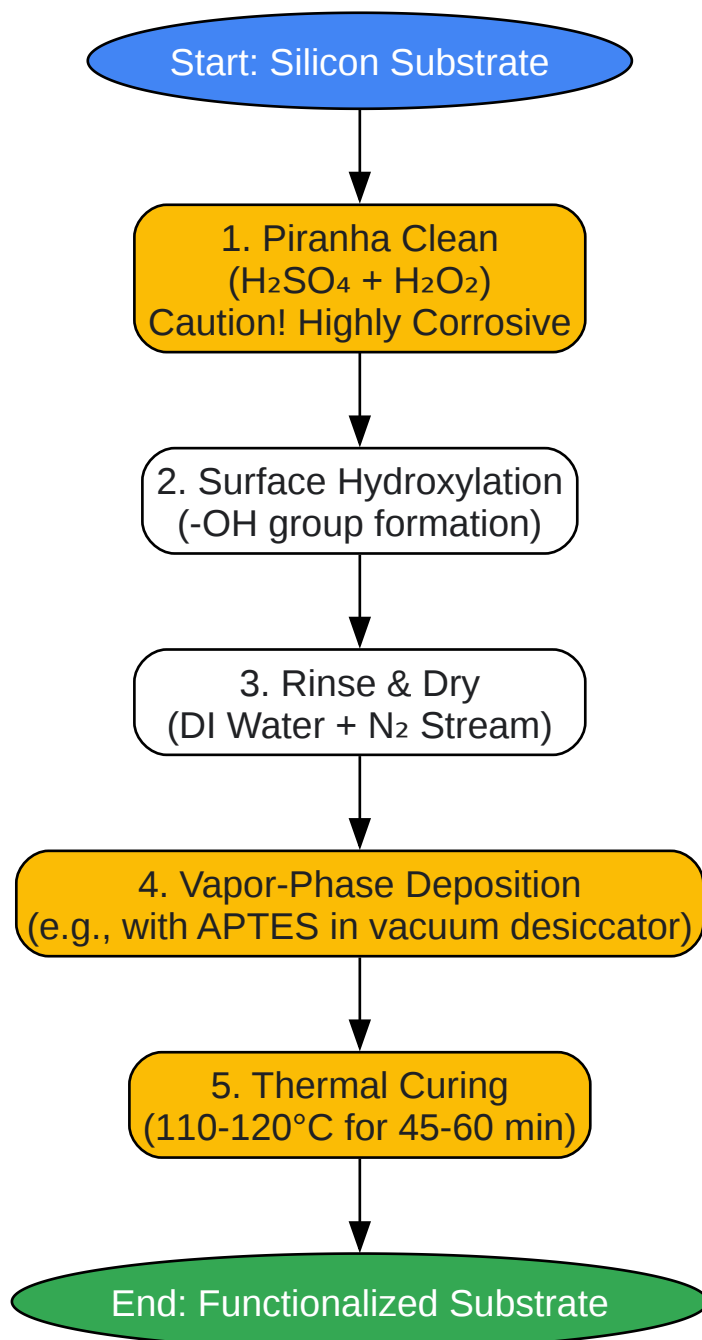 Start: Silicon Substrate
1. Piranha Clean
(H₂SO₄ + H₂O₂)
Caution! Highly Corrosive
2. Surface Hydroxylation
(-OH group formation)
3. Rinse & Dry
(DI Water + N₂ Stream)
4. Vapor-Phase Deposition
(e.g., with APTES in vacuum desiccator)
5. Thermal Curing
(110-120°C for 45-60 min)
End: Functionalized Substrate